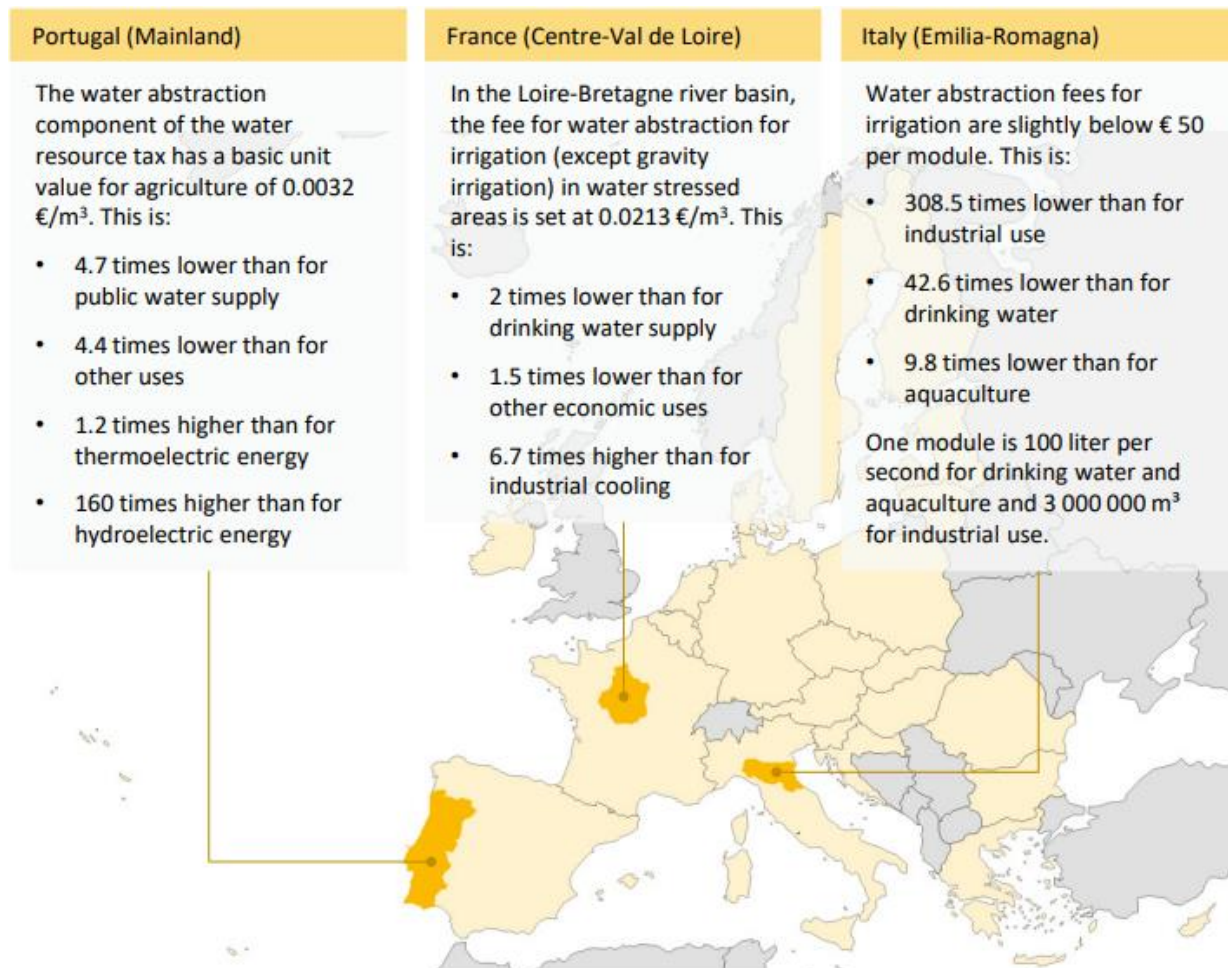 Portugal (Mainland)
The water abstraction
component of the water
resource tax has a basic unit
value for agriculture of 0.0032
€/m³. This is:
• 4.7 times lower than for
public water supply
• 4.4 times lower than for
other uses
• 1.2 times higher than for
thermoelectric energy
• 160 times higher than for
hydroelectric energy
France (Centre-Val de Loire)
In the Loire-Bretagne river basin,
the fee for water abstraction for
irrigation (except gravity
irrigation) in water stressed
areas is set at 0.0213 €/m³. This
is:
• 2 times lower than for
drinking water supply
• 1.5 times lower than for
other economic uses
• 6.7 times higher than for
industrial cooling
Italy (Emilia-Romagna)
Water abstraction fees for
irrigation are slightly below € 50
per module. This is:
• 308.5 times lower than for
industrial use
• 42.6 times lower than for
drinking water
• 9.8 times lower than for
aquaculture
One module is 100 liter per
second for drinking water and
aquaculture and 3 000 000 m³
for industrial use.